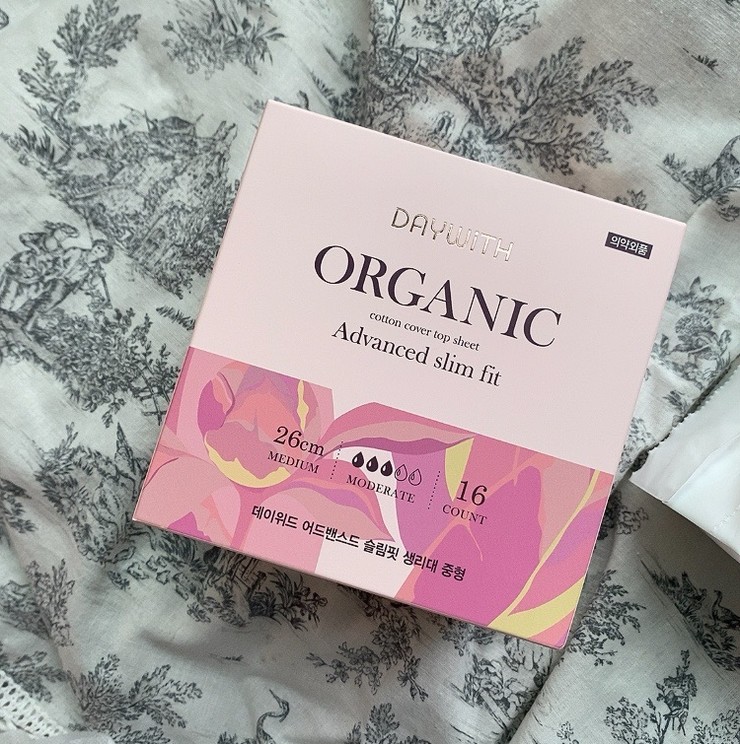 DAYWiTH
의약외품
ORGANIC
cotton cover top sheet
Advanced slim fit
26cm
MEDIUM
MODERATE
16
COUNT
데이위드 어드밴스드 슬림핏 생리대 중형